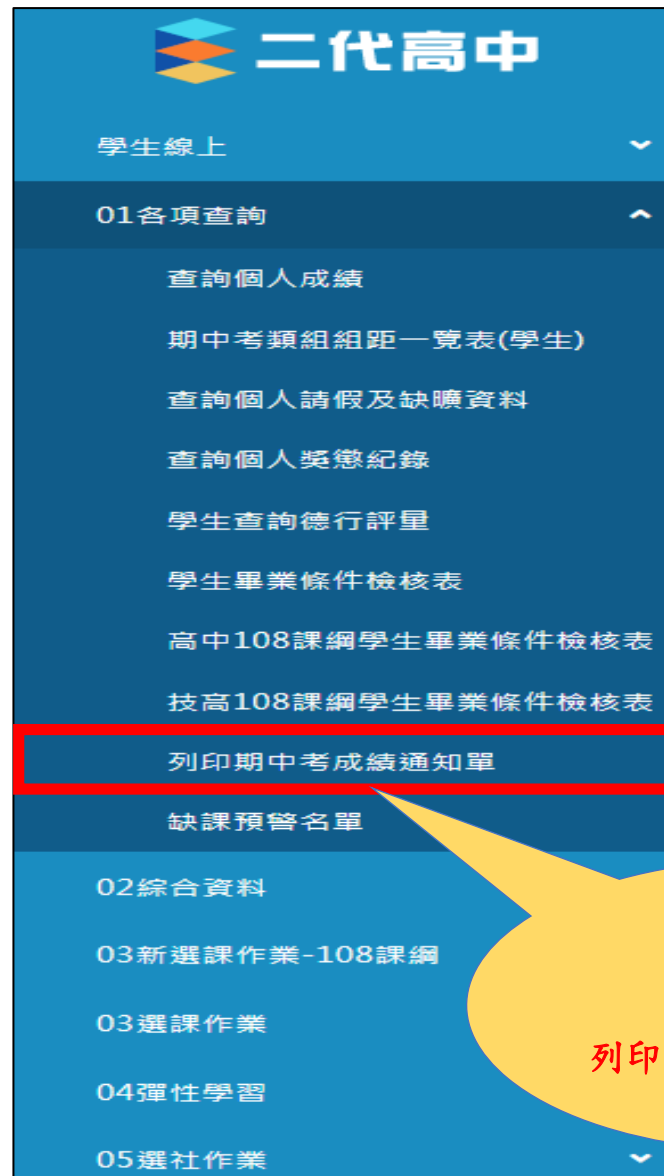 二代高中
學生線上
01各項查詢
查詢個人成績
期中考類組組距一覽表(學生)
查詢個人請假及缺曠資料
查詢個人獎懲紀錄
學生查詢德行評量
學生畢業條件檢核表
高中108課綱學生畢業條件檢核表
技高108課綱學生畢業條件檢核表
列印期中考成績通知單
缺課預警名單
02綜合資料
03新選課作業-108課綱
03選課作業
列印
04彈性學習
05選社作業